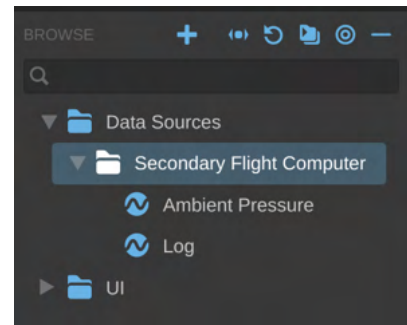 BROWSE
Data Sources
Secondary Flight Computer
Ambient Pressure
Log
UI